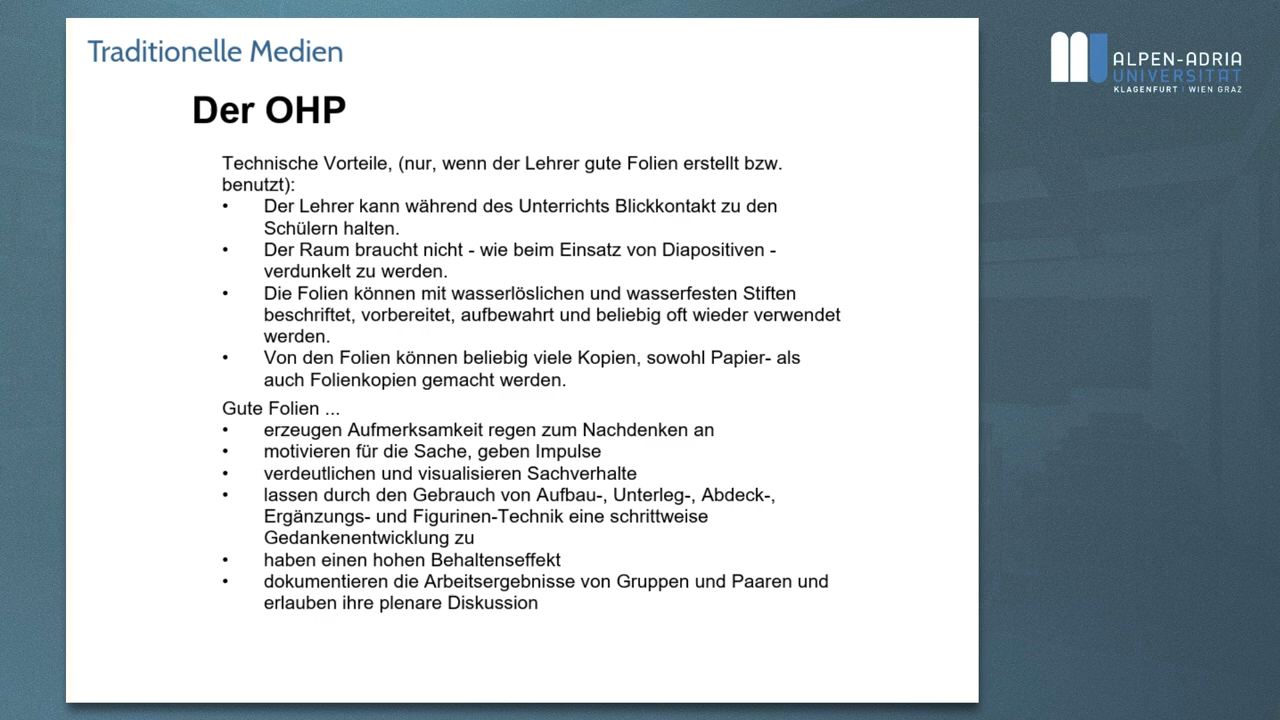 Traditionelle Medien
ALPEN-ADRIA
UNIVERSITÄT
KLAGENFURT | WIEN GRAZ
Der OHP
Technische Vorteile, (nur, wenn der Lehrer gute Folien erstellt bzw.
benutzt):
• Der Lehrer kann während des Unterrichts Blickkontakt zu den
Schülern halten.
• Der Raum braucht nicht - wie beim Einsatz von Diapositiven -
verdunkelt zu werden.
• Die Folien können mit wasserlöslichen und wasserfesten Stiften
beschriftet, vorbereitet, aufbewahrt und beliebig oft wieder verwendet
werden.
• Von den Folien können beliebig viele Kopien, sowohl Papier- als
auch Folienkopien gemacht werden.
Gute Folien ...
• erzeugen Aufmerksamkeit regen zum Nachdenken an
• motivieren für die Sache, geben Impulse
• verdeutlichen und visualisieren Sachverhalte
• lassen durch den Gebrauch von Aufbau-, Unterleg-, Abdeck-,
Ergänzungs- und Figurinen-Technik eine schrittweise
Gedankenentwicklung zu
• haben einen hohen Behaltenseffekt
• dokumentieren die Arbeitsergebnisse von Gruppen und Paaren und
erlauben ihre plenare Diskussion